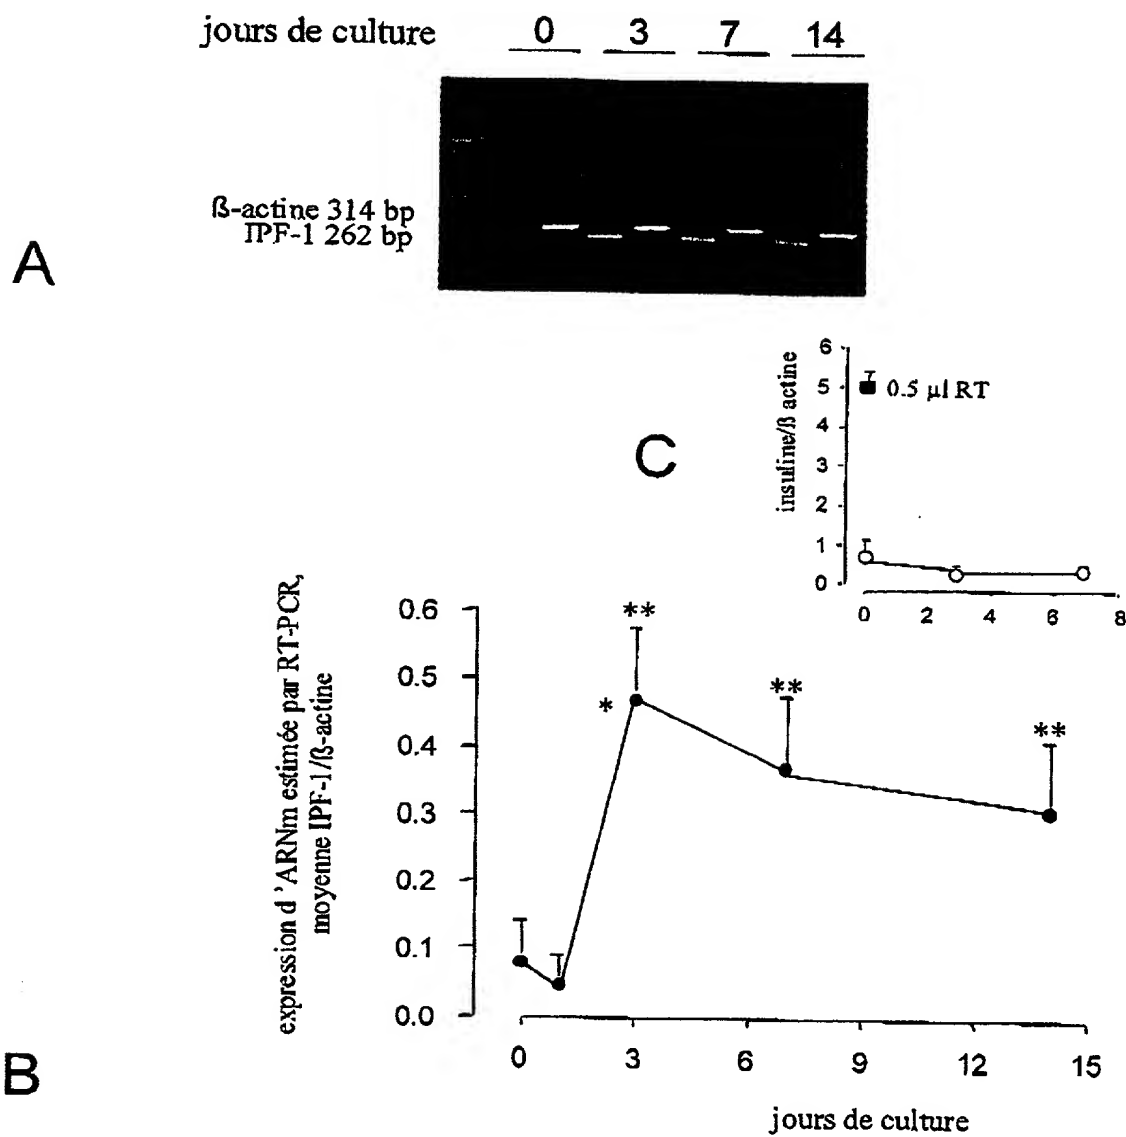 jours de culture 0 3 7 14
ß-actine 314 bp
IPF-1 262 bp
A
6
5
4
3
2
1
0
insuline/ß actine
0.5 µl RT
C
0 2 4 6 8
0.6
0.5
0.4
0.3
0.2
0.1
0.0
expression d 'ARNm estimée par RT-PCR,
moyenne IPF-1/ß-actine
**
*
**
**
0 3 6 9 12 15
B
jours de culture